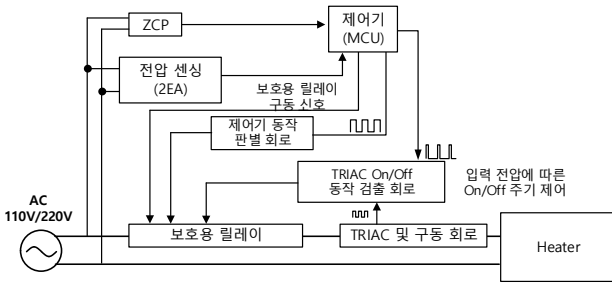 ZCP
제어기
(MCU)
전압 센싱
(2EA)
보호용 릴레이
구동 신호
제어기 동작
판별 회로
TRIAC On/Off
동작 검출 회로
입력 전압에 따른
On/Off 주기 제어
AC
110V/220V
보호용 릴레이
TRIAC 및 구동 회로
Heater